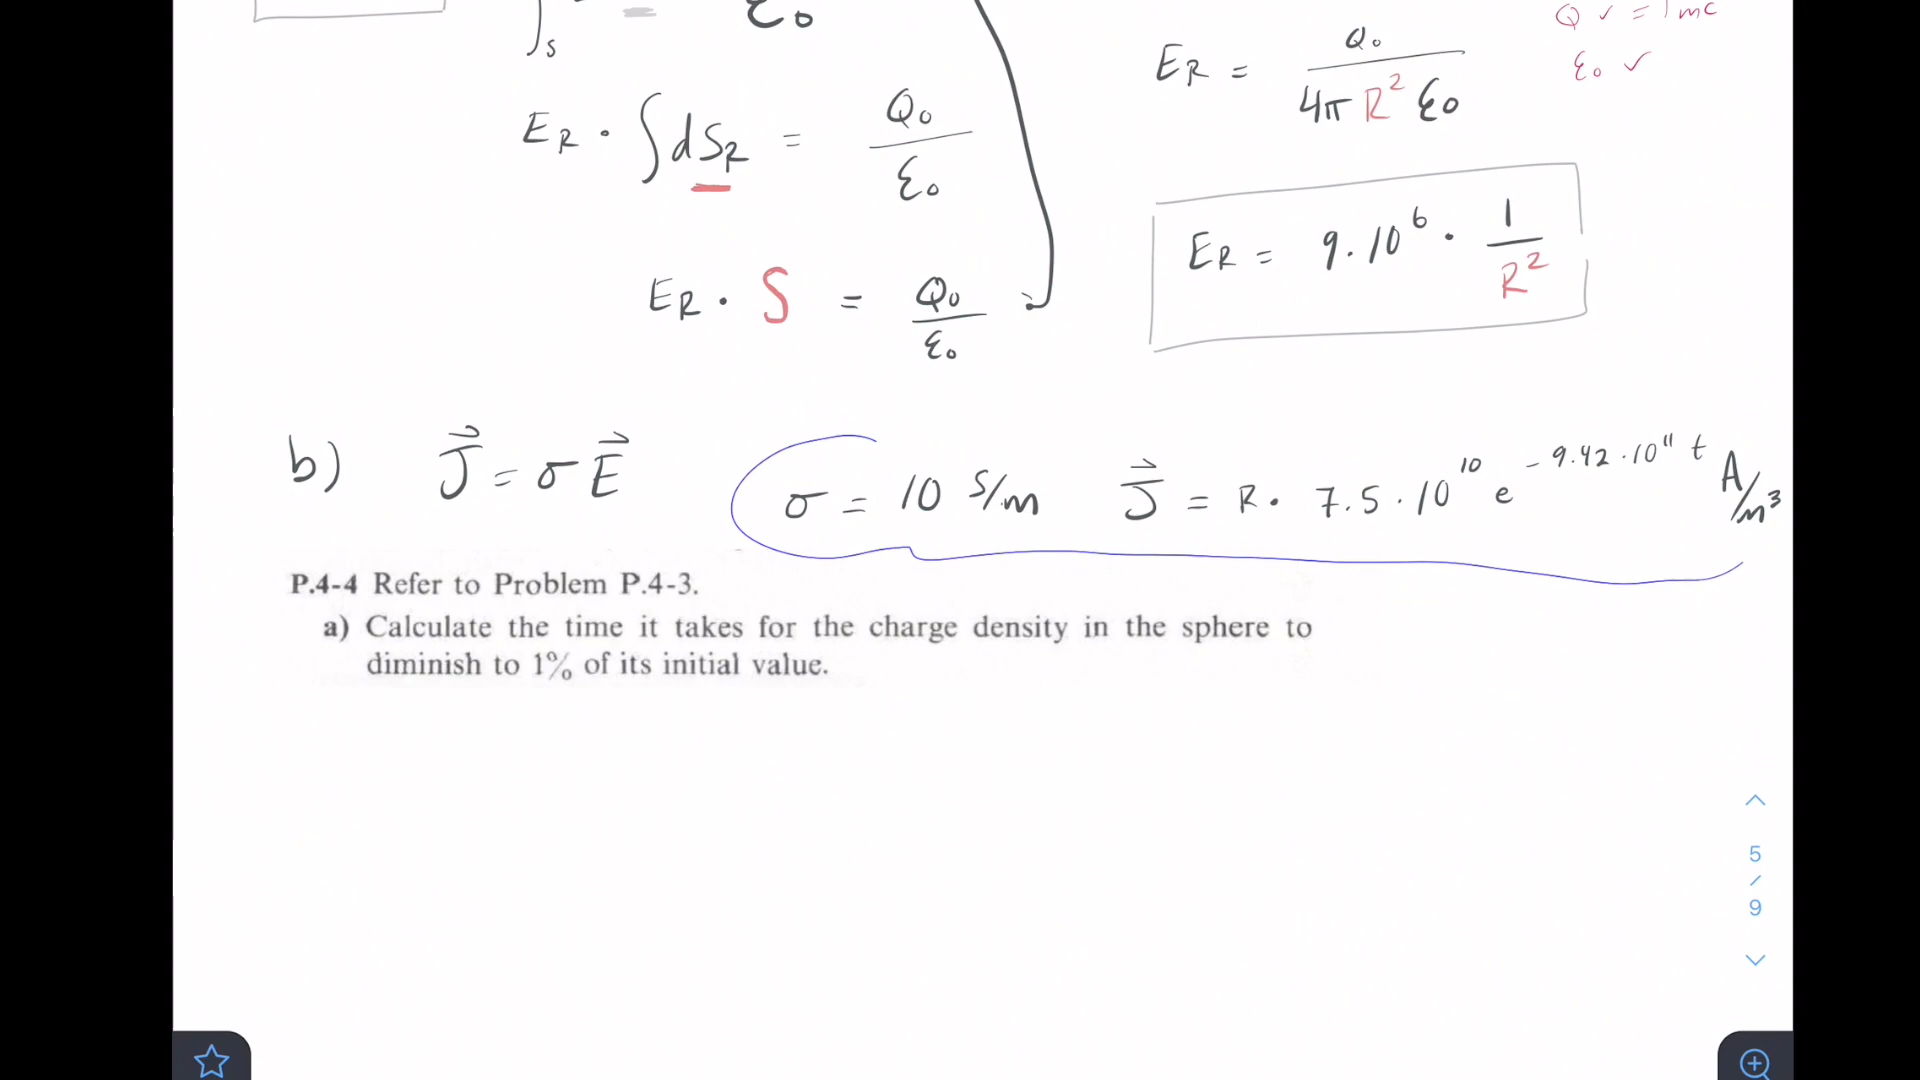 ∫s = ε₀
Q ✓ = 1 mC
E_R = Q₀ / 4π R² ε₀
ε₀ ✓
E_R · ∫dS_R = Q₀ / ε₀
E_R = 9.10⁶ · 1 / R²
E_R · S = Q₀ / ε₀
b) J⃗ = σ E⃗ σ = 10 S/m J⃗ = R · 7.5 · 10¹⁰ e^(-9.42 · 10¹¹ t) A/m³
P.4-4 Refer to Problem P.4-3.
a) Calculate the time it takes for the charge density in the sphere to
diminish to 1% of its initial value.
5
/
9